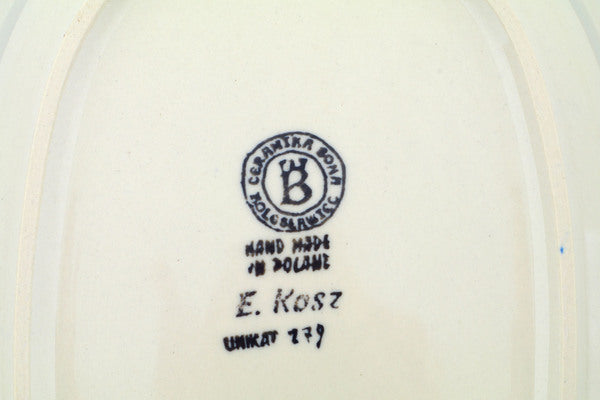 CERAMIKA BONA
B
BOLESŁAWIEC
HAND MADE
IN POLAND
E. Kosz
UNIKAT 279